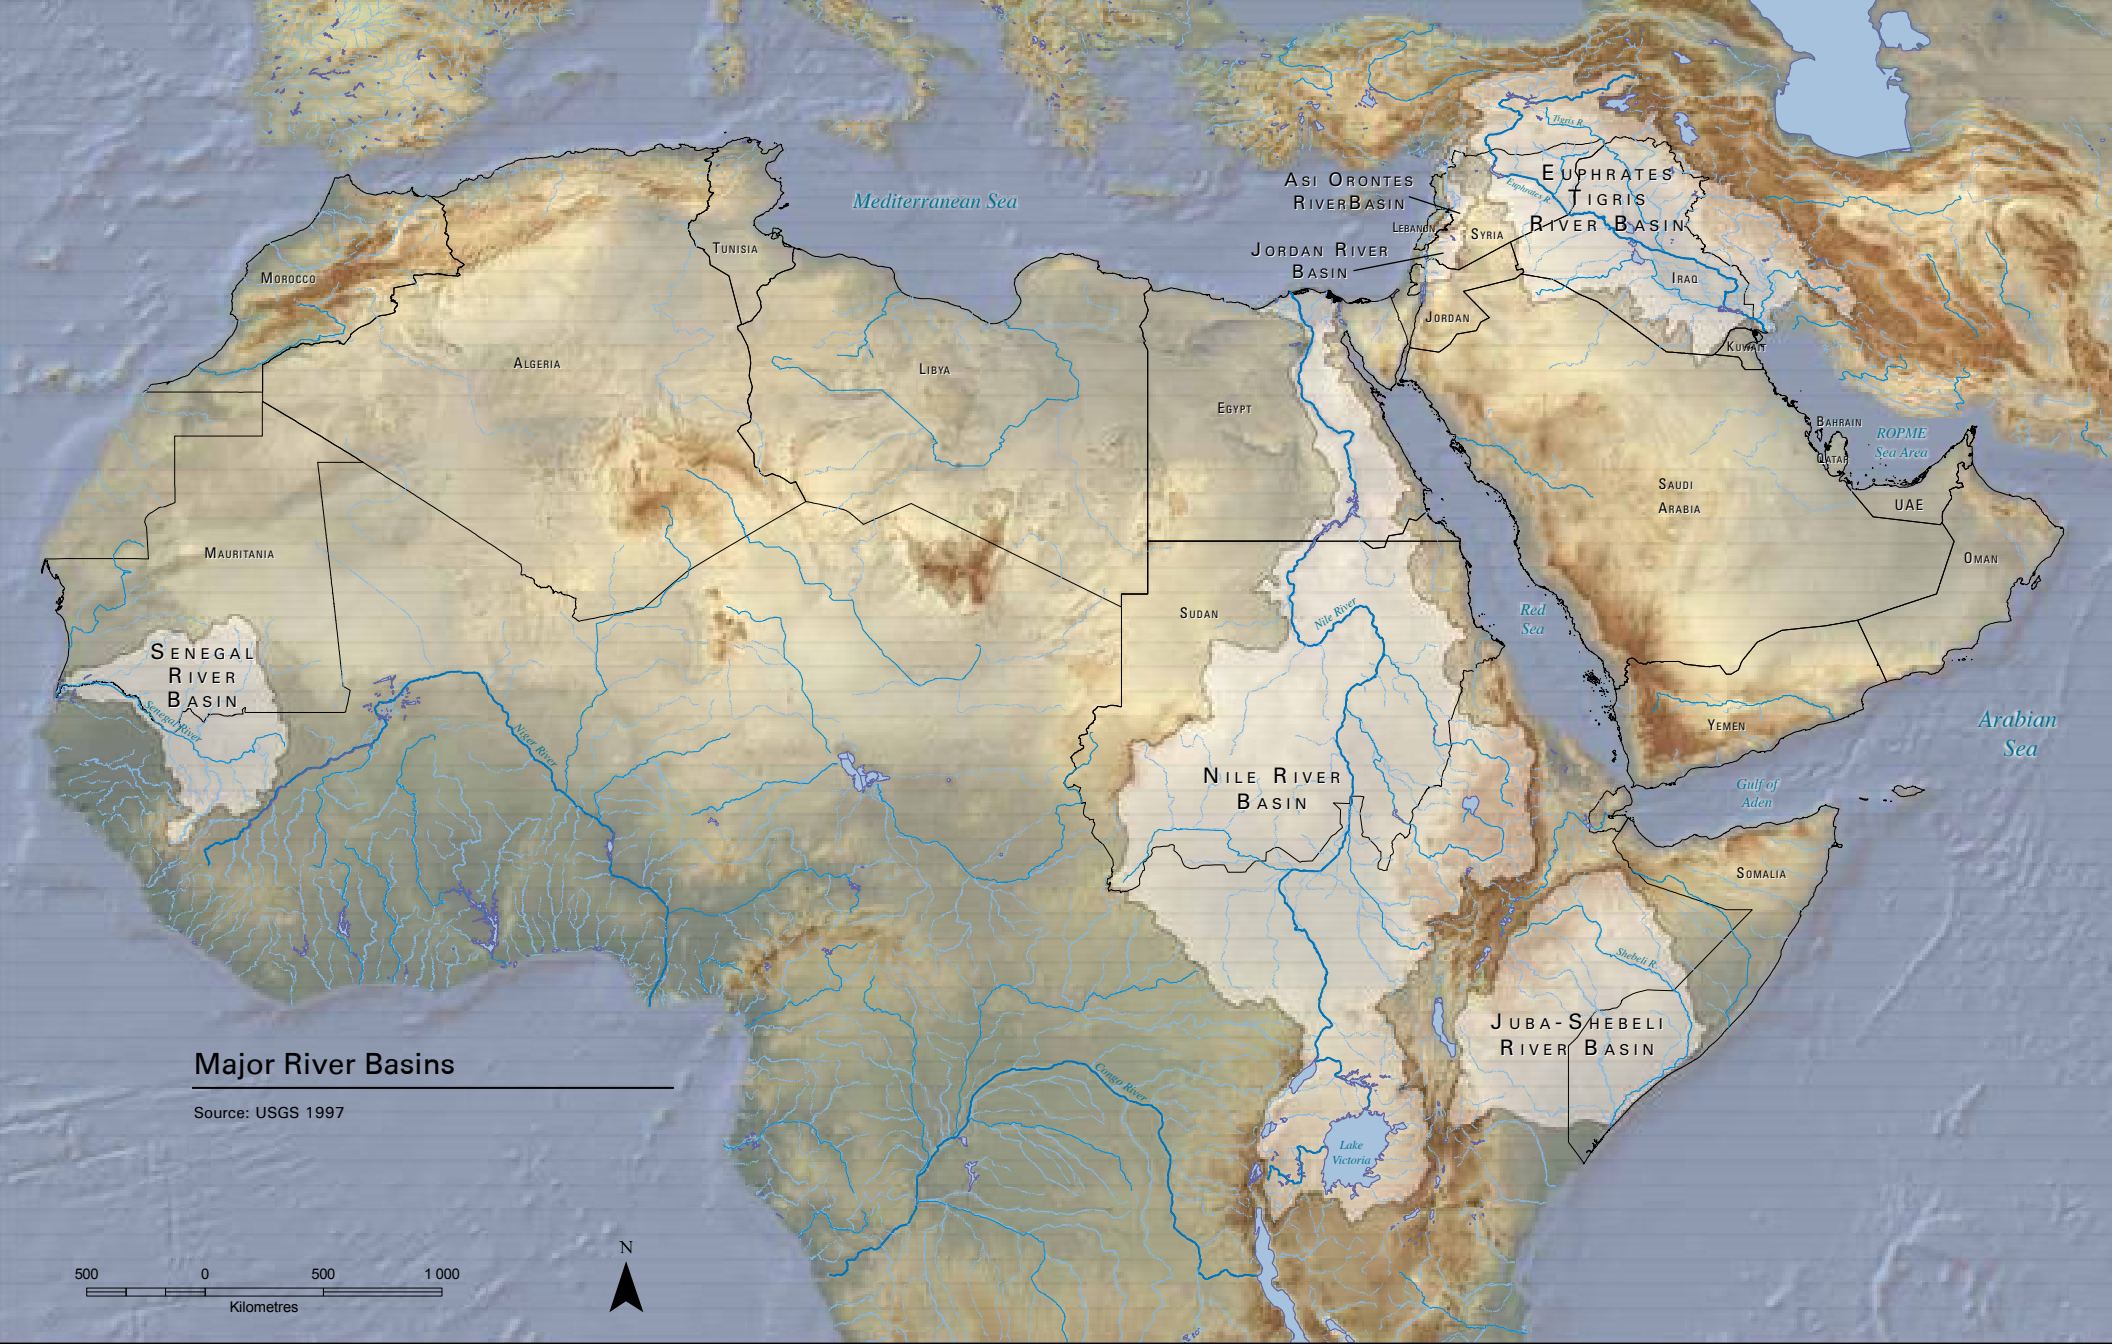 Mediterranean Sea
ASI ORONTES
RIVERBASIN
JORDAN RIVER
BASIN
Tigris R.
Euphrates R.
EUPHRATES
TIGRIS
RIVER BASIN
LEBANON
SYRIA
IRAQ
JORDAN
KUWAIT
MOROCCO
TUNISIA
ALGERIA
LIBYA
EGYPT
BAHRAIN
QATAR
ROPME
Sea Area
SAUDI
ARABIA
UAE
OMAN
MAURITANIA
SUDAN
Nile River
Red
Sea
SENEGAL
RIVER
BASIN
Senegal River
Niger River
YEMEN
Arabian
Sea
Gulf of
Aden
NILE RIVER
BASIN
SOMALIA
Shebeli R.
JUBA-SHEBELI
RIVER BASIN
Congo River
Lake
Victoria
Major River Basins
Source: USGS 1997
500 0 500 1 000
Kilometres
N